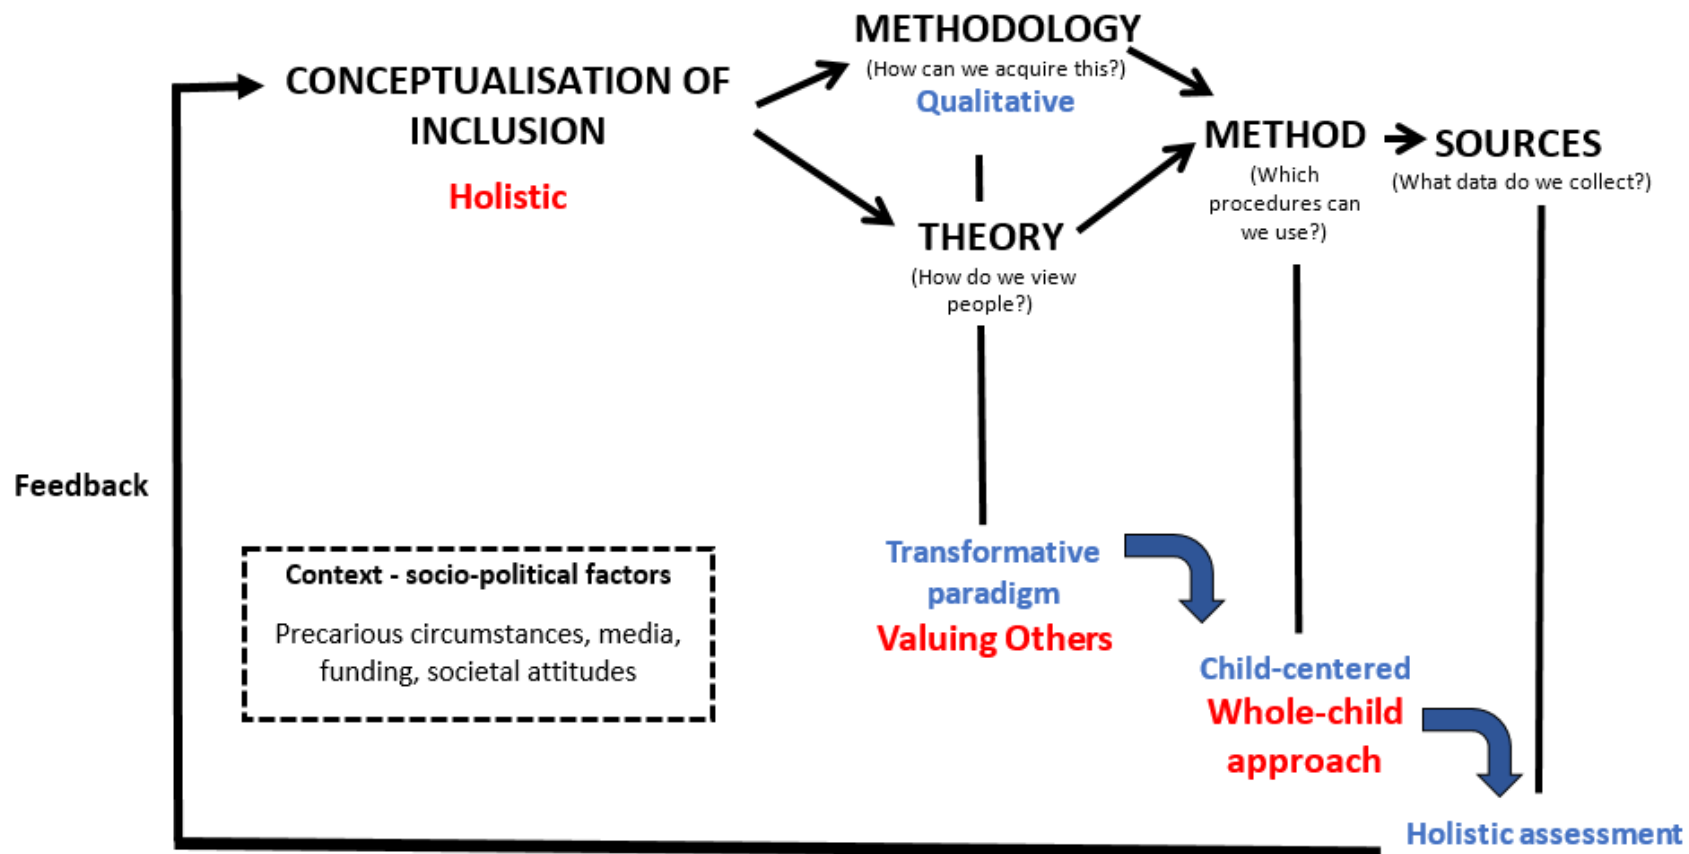 METHODOLOGY
(How can we acquire this?)
Qualitative
CONCEPTUALISATION OF
INCLUSION
Holistic
METHOD
(Which
procedures can
we use?)
SOURCES
(What data do we collect?)
THEORY
(How do we view
people?)
Feedback
Context - socio-political factors
Precarious circumstances, media,
funding, societal attitudes
Transformative
paradigm
Valuing Others
Child-centered
Whole-child
approach
Holistic assessment